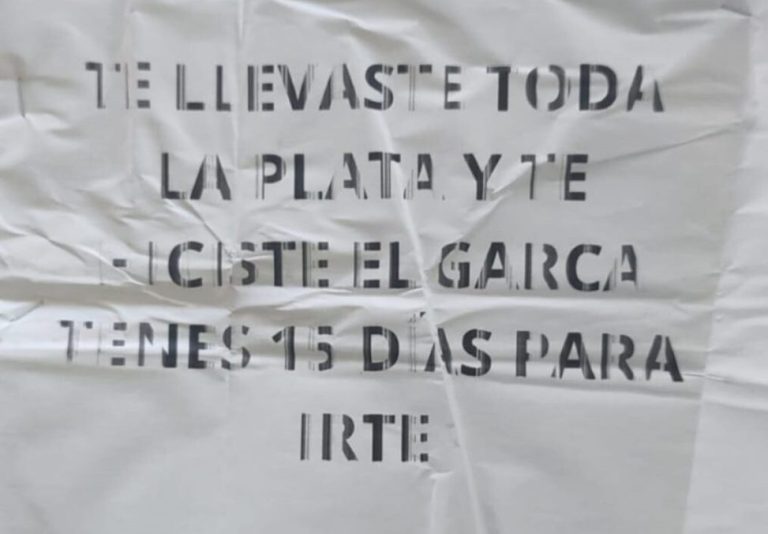 TE LLEVASTE TODA
LA PLATA Y TE
HICISTE EL GARCA
TENES 15 DÍAS PARA
IRTE